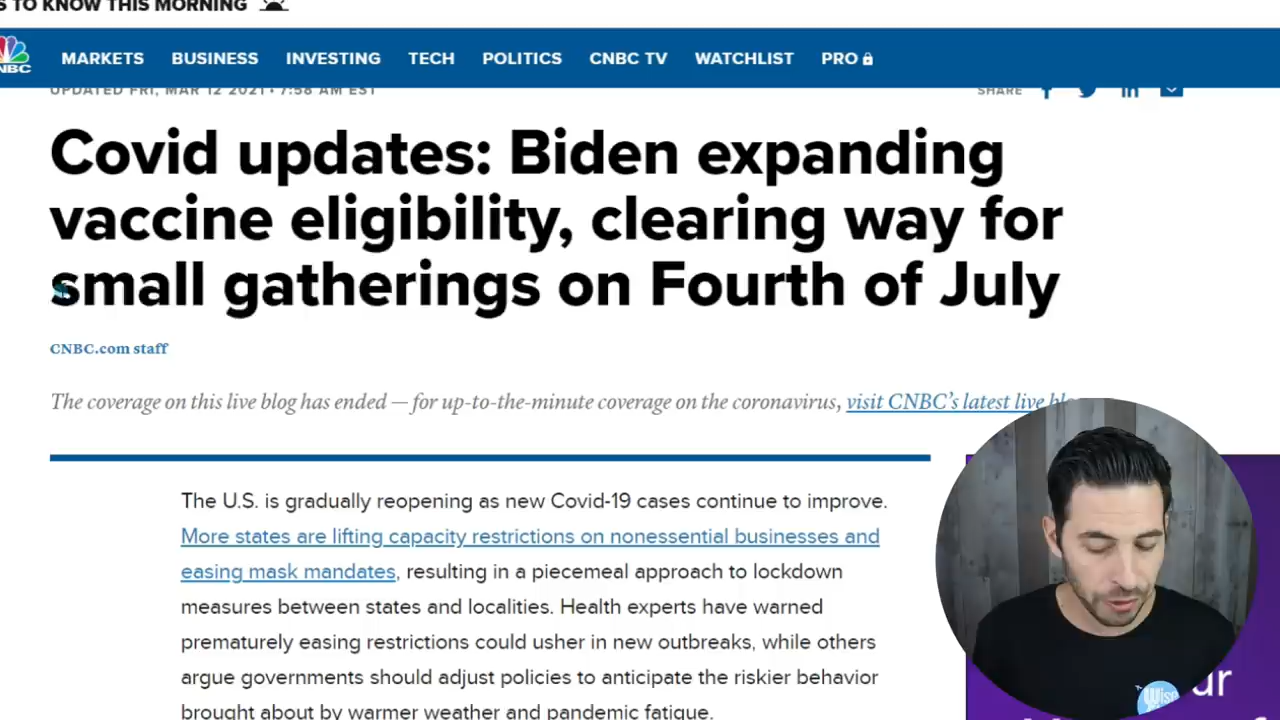 S TO KNOW THIS MORNING
NBC MARKETS BUSINESS INVESTING TECH POLITICS CNBC TV WATCHLIST PRO
UPDATED FRI, MAR 12 2021 • 7:58 AM EST
SHARE
Covid updates: Biden expanding
vaccine eligibility, clearing way for
small gatherings on Fourth of July
CNBC.com staff
The coverage on this live blog has ended — for up-to-the-minute coverage on the coronavirus, visit CNBC's latest live
The U.S. is gradually reopening as new Covid-19 cases continue to improve.
More states are lifting capacity restrictions on nonessential businesses and
easing mask mandates, resulting in a piecemeal approach to lockdown
measures between states and localities. Health experts have warned
prematurely easing restrictions could usher in new outbreaks, while others
argue governments should adjust policies to anticipate the riskier behavior
brought about by warmer weather and pandemic fatigue.
The
Wise
ur